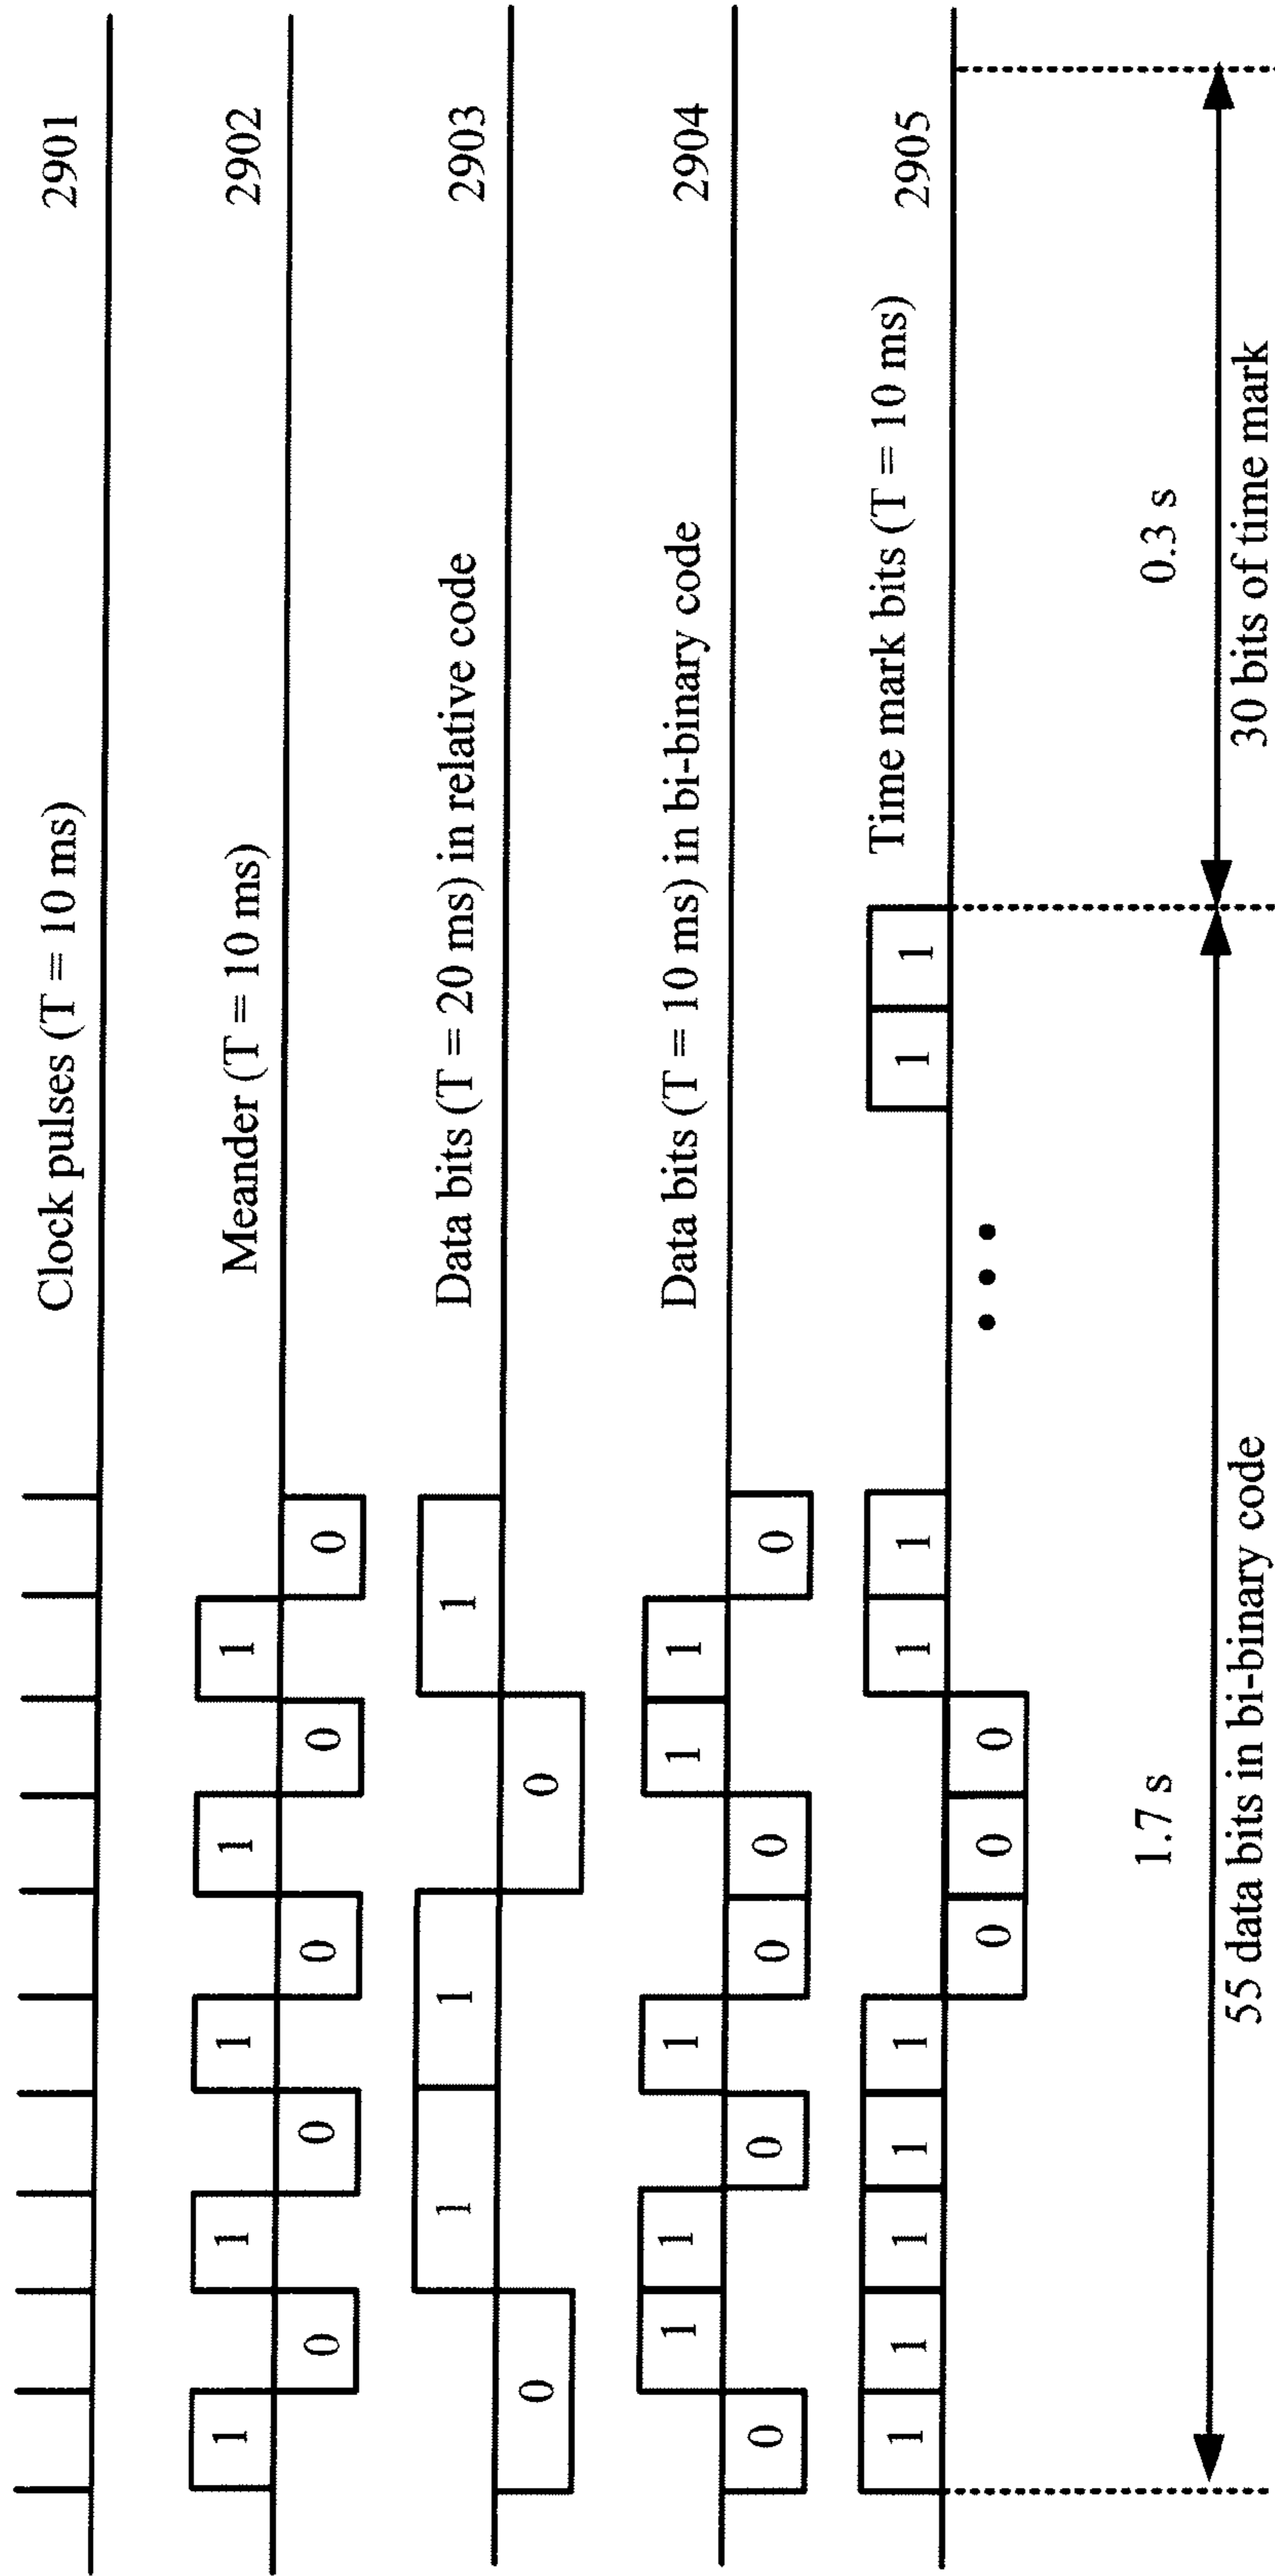 Clock pulses (T = 10 ms) 2901
Meander (T = 10 ms) 2902
1 0 1 0 1 0 1 0 1 0
Data bits (T = 20 ms) in relative code 2903
0 1 1 0 1
Data bits (T = 10 ms) in bi-binary code 2904
0 1 1 0 1 0 0 1 1 0
Time mark bits (T = 10 ms) 2905
1 1 1 1 1 0 0 0 1 1 ... 1 1
1.7 s 0.3 s
55 data bits in bi-binary code 30 bits of time mark